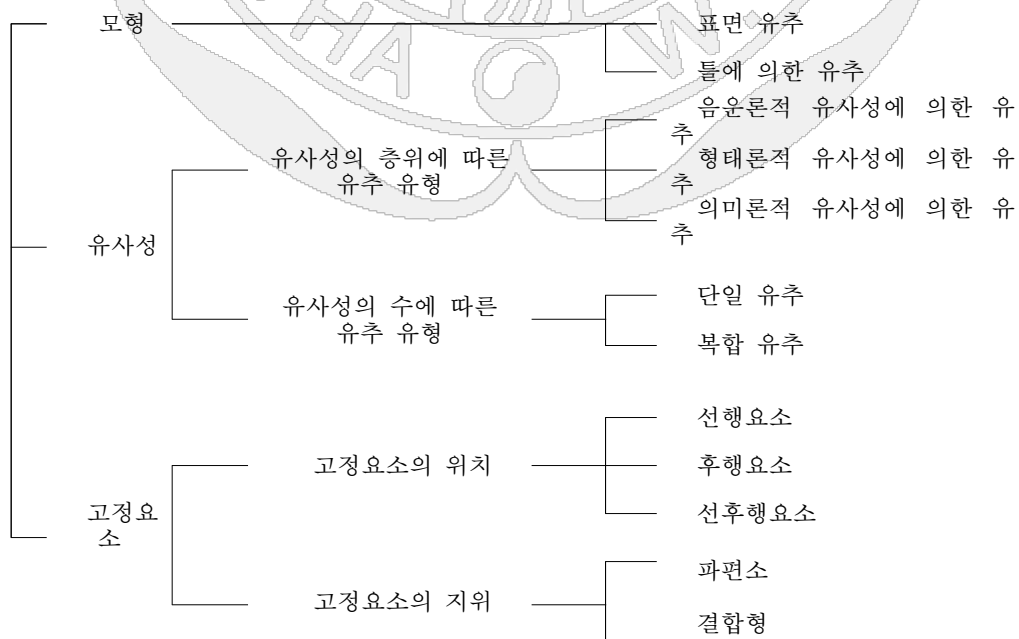 모형
표면 유추
틀에 의한 유추
유사성
유사성의 층위에 따른
유추 유형
음운론적 유사성에 의한 유
추
형태론적 유사성에 의한 유
추
의미론적 유사성에 의한 유
추
유사성의 수에 따른
유추 유형
단일 유추
복합 유추
고정요
소
고정요소의 위치
선행요소
후행요소
선후행요소
고정요소의 지위
파편소
결합형
HA W.